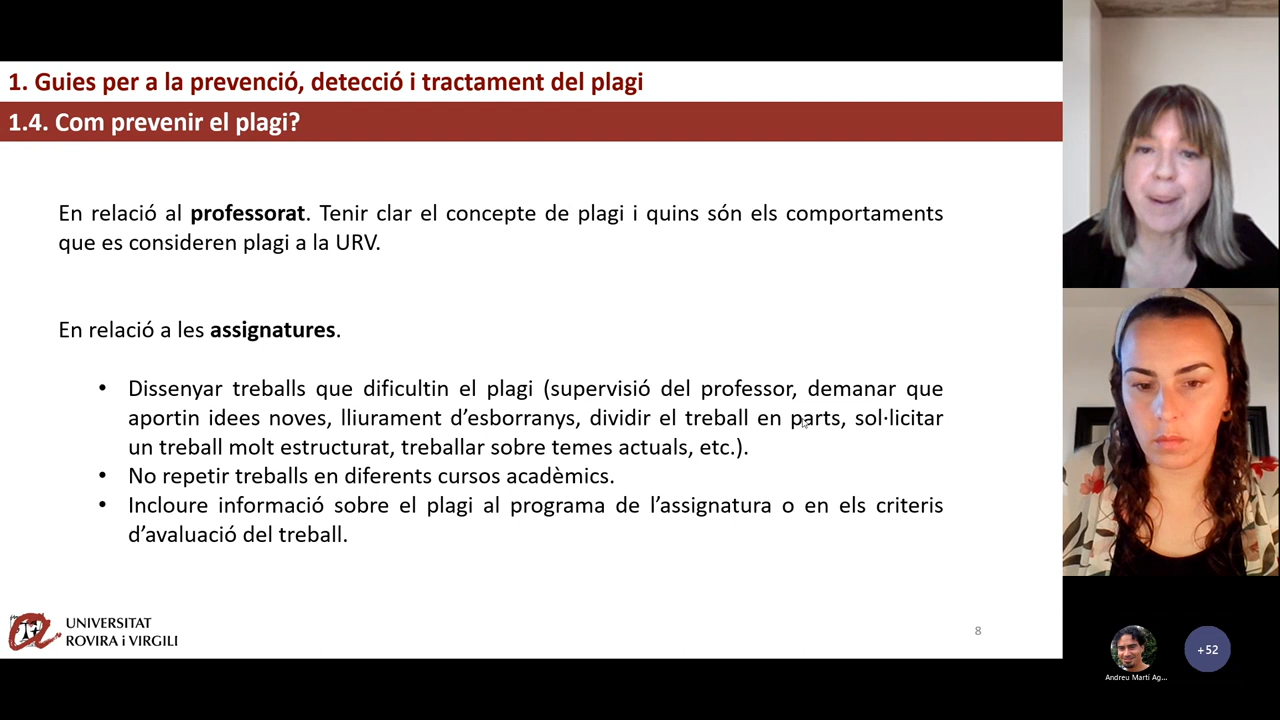 1. Guies per a la prevenció, detecció i tractament del plagi
1.4. Com prevenir el plagi?
En relació al professorat. Tenir clar el concepte de plagi i quins són els comportaments
que es consideren plagi a la URV.
En relació a les assignatures.
• Dissenyar treballs que dificultin el plagi (supervisió del professor, demanar que
aportin idees noves, lliurament d’esborranys, dividir el treball en parts, sol·licitar
un treball molt estructurat, treballar sobre temes actuals, etc.).
• No repetir treballs en diferents cursos acadèmics.
• Incloure informació sobre el plagi al programa de l’assignatura o en els criteris
d’avaluació del treball.
UNIVERSITAT
ROVIRA i VIRGILI
8
+52
Andreu Martí Ag...